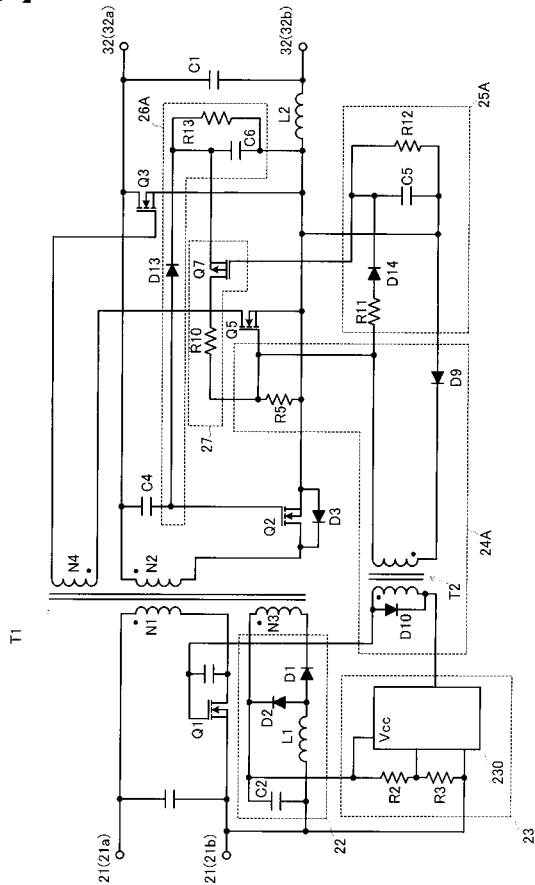 32(32a)
32(32b)
C1
L2
26A
R13
C6
25A
R12
C5
Q3
D13
Q7
D14
R11
R10
Q5
27
R5
D9
C4
Q2
D3
24A
N4
N2
T1
N1
N3
T2
D10
Q1
D1
D2
L1
C2
22
Vcc
230
R2
R3
23
21(21a)
21(21b)